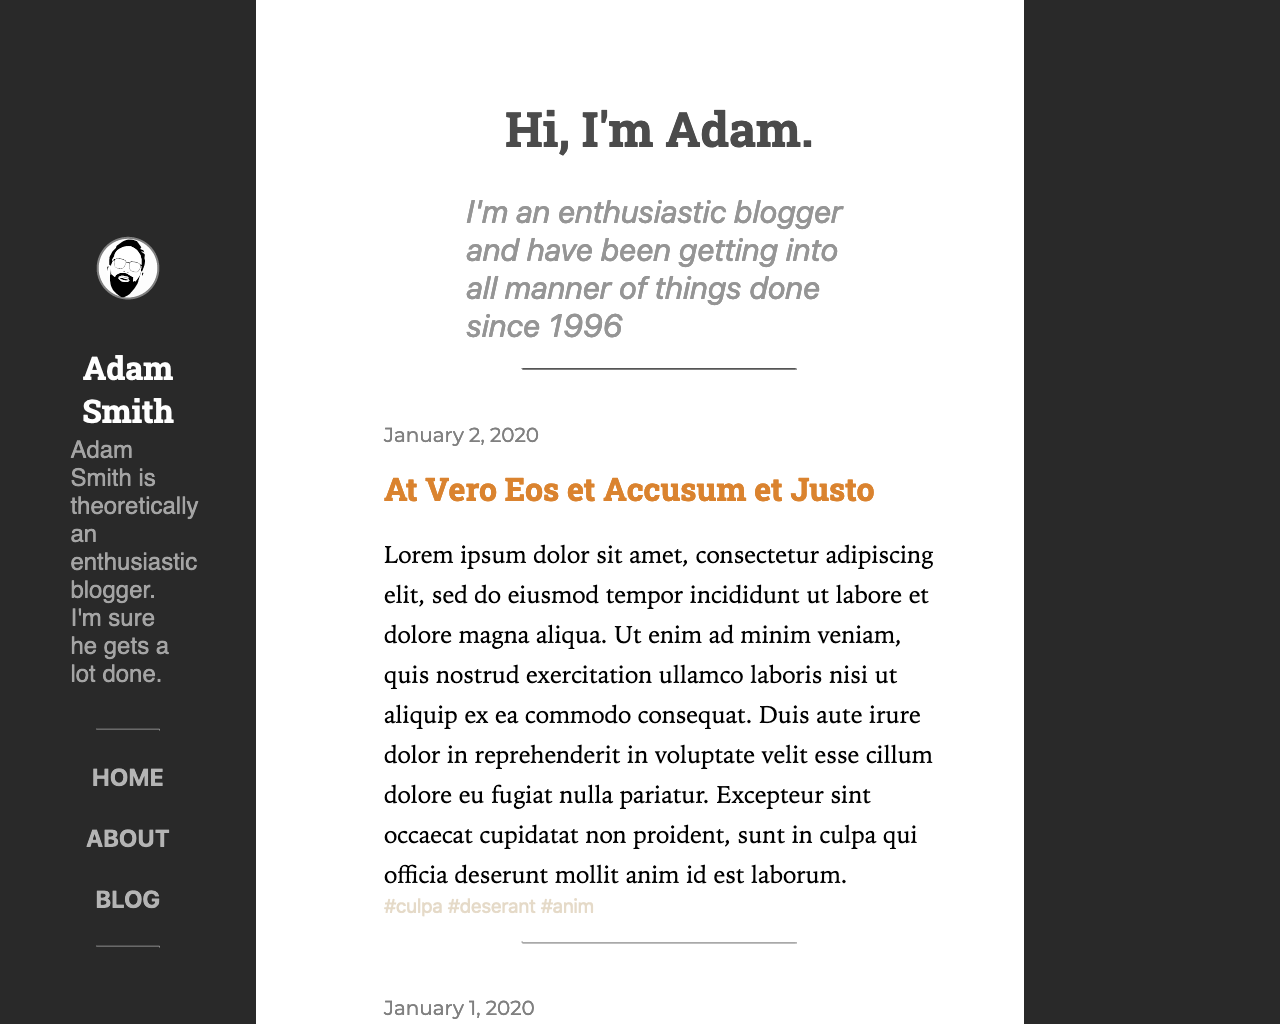 Adam
Smith
Adam
Smith is
theoretically
an
enthusiastic
blogger.
I'm sure
he gets a
lot done.
HOME
ABOUT
BLOG
Hi, I'm Adam.
I'm an enthusiastic blogger
and have been getting into
all manner of things done
since 1996
January 2, 2020
At Vero Eos et Accusum et Justo
Lorem ipsum dolor sit amet, consectetur adipiscing
elit, sed do eiusmod tempor incididunt ut labore et
dolore magna aliqua. Ut enim ad minim veniam,
quis nostrud exercitation ullamco laboris nisi ut
aliquip ex ea commodo consequat. Duis aute irure
dolor in reprehenderit in voluptate velit esse cillum
dolore eu fugiat nulla pariatur. Excepteur sint
occaecat cupidatat non proident, sunt in culpa qui
officia deserunt mollit anim id est laborum.
#culpa #deserant #anim
January 1, 2020